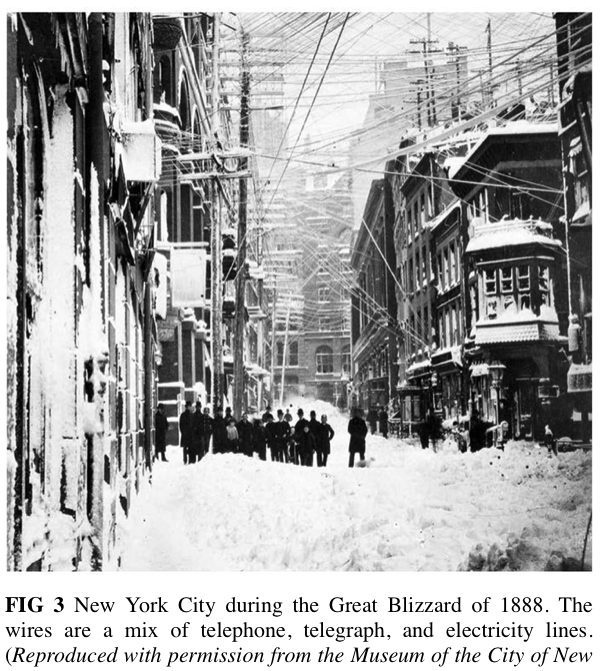 FIG 3 New York City during the Great Blizzard of 1888. The
wires are a mix of telephone, telegraph, and electricity lines.
(Reproduced with permission from the Museum of the City of New